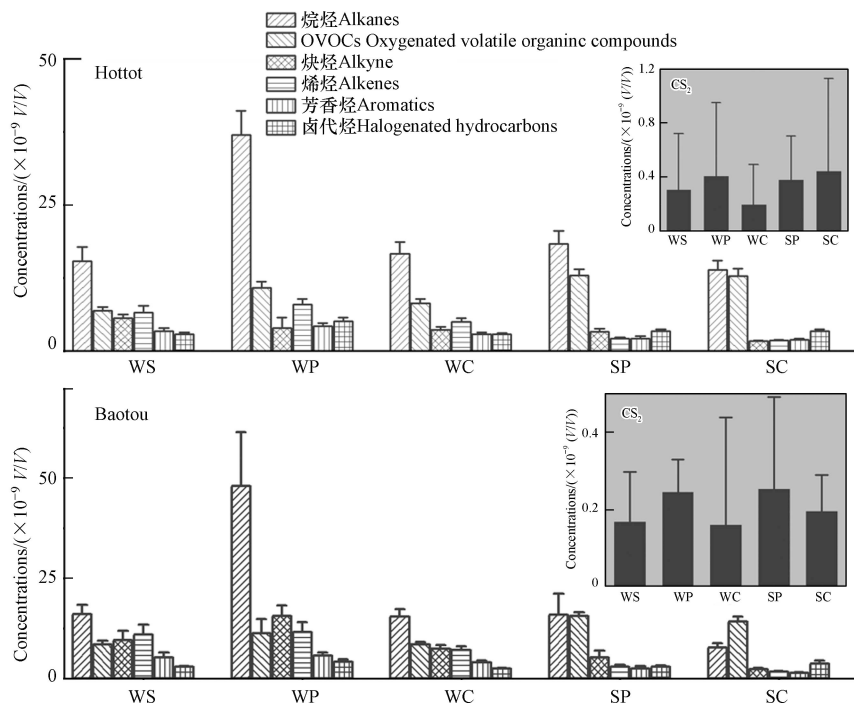 烷烃Alkanes
OVOCs Oxygenated volatile organinc compounds
炔烃Alkyne
烯烃Alkenes
芳香烃Aromatics
卤代烃Halogenated hydrocarbons
Hottot
Concentrations/(×10⁻⁹ V/V)
50
25
0
WS WP WC SP SC
CS₂
Concentrations/(×10⁻⁹ (V/V))
1.2
0.8
0.4
0
WS WP WC SP SC
Baotou
Concentrations/(×10⁻⁹ V/V)
50
25
0
WS WP WC SP SC
CS₂
Concentrations/(×10⁻⁹ (V/V))
0.4
0.2
0
WS WP WC SP SC